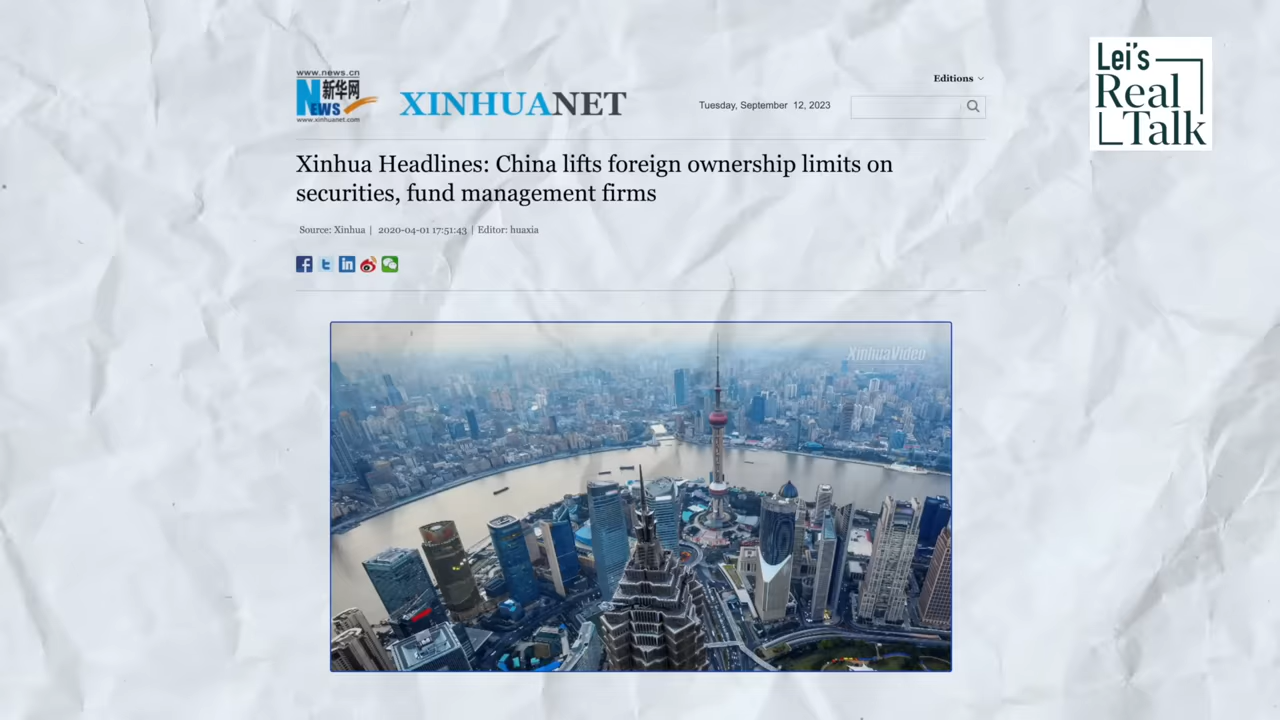 www.news.cn
新华网
NEWS
www.xinhuanet.com
XINHUANET
Tuesday, September 12, 2023
Editions
Lei's
Real
Talk
Xinhua Headlines: China lifts foreign ownership limits on
securities, fund management firms
Source: Xinhua | 2020-04-01 17:51:43 | Editor: huaxia
XinhuaVideo